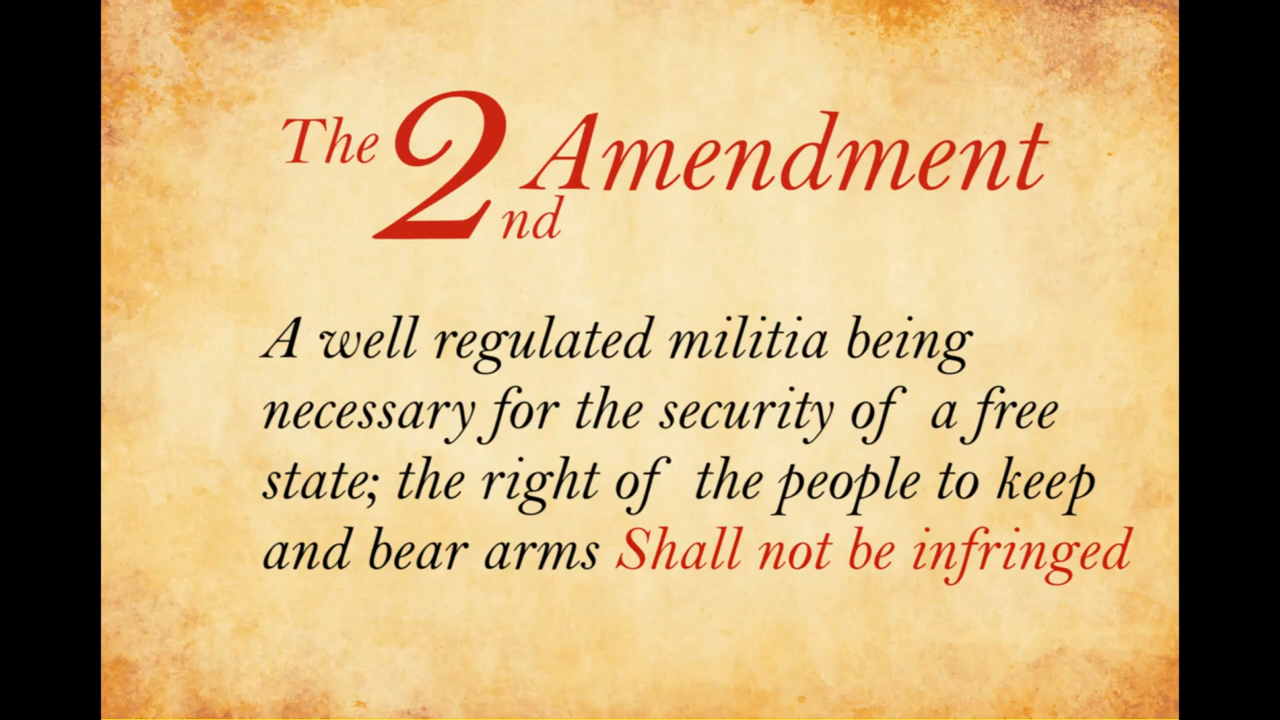 The 2nd Amendment
A well regulated militia being
necessary for the security of a free
state; the right of the people to keep
and bear arms Shall not be infringed